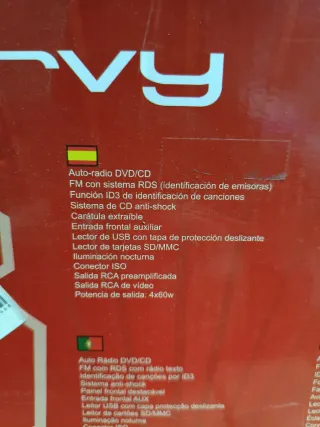 rvy
Auto-radio DVD/CD
FM con sistema RDS (identificación de emisoras)
Función ID3 de identificación de canciones
Sistema de CD anti-shock
Carátula extraíble
Entrada frontal auxiliar
Lector de USB con tapa de protección deslizante
Lector de tarjetas SD/MMC
Iluminación nocturna
Conector ISO
Salida RCA preamplificada
Salida RCA de vídeo
Potencia de salida: 4x60w
Auto Rádio DVD/CD
FM com RDS com rádio texto
Identificação de canções por ID3
Sistema anti-shock
Painel frontal destacável
Entrada frontal AUX
Leitor USB com capa protecção deslizante
Leitor de cartões SD/MMC
Iluminação noturna
Conector ISO